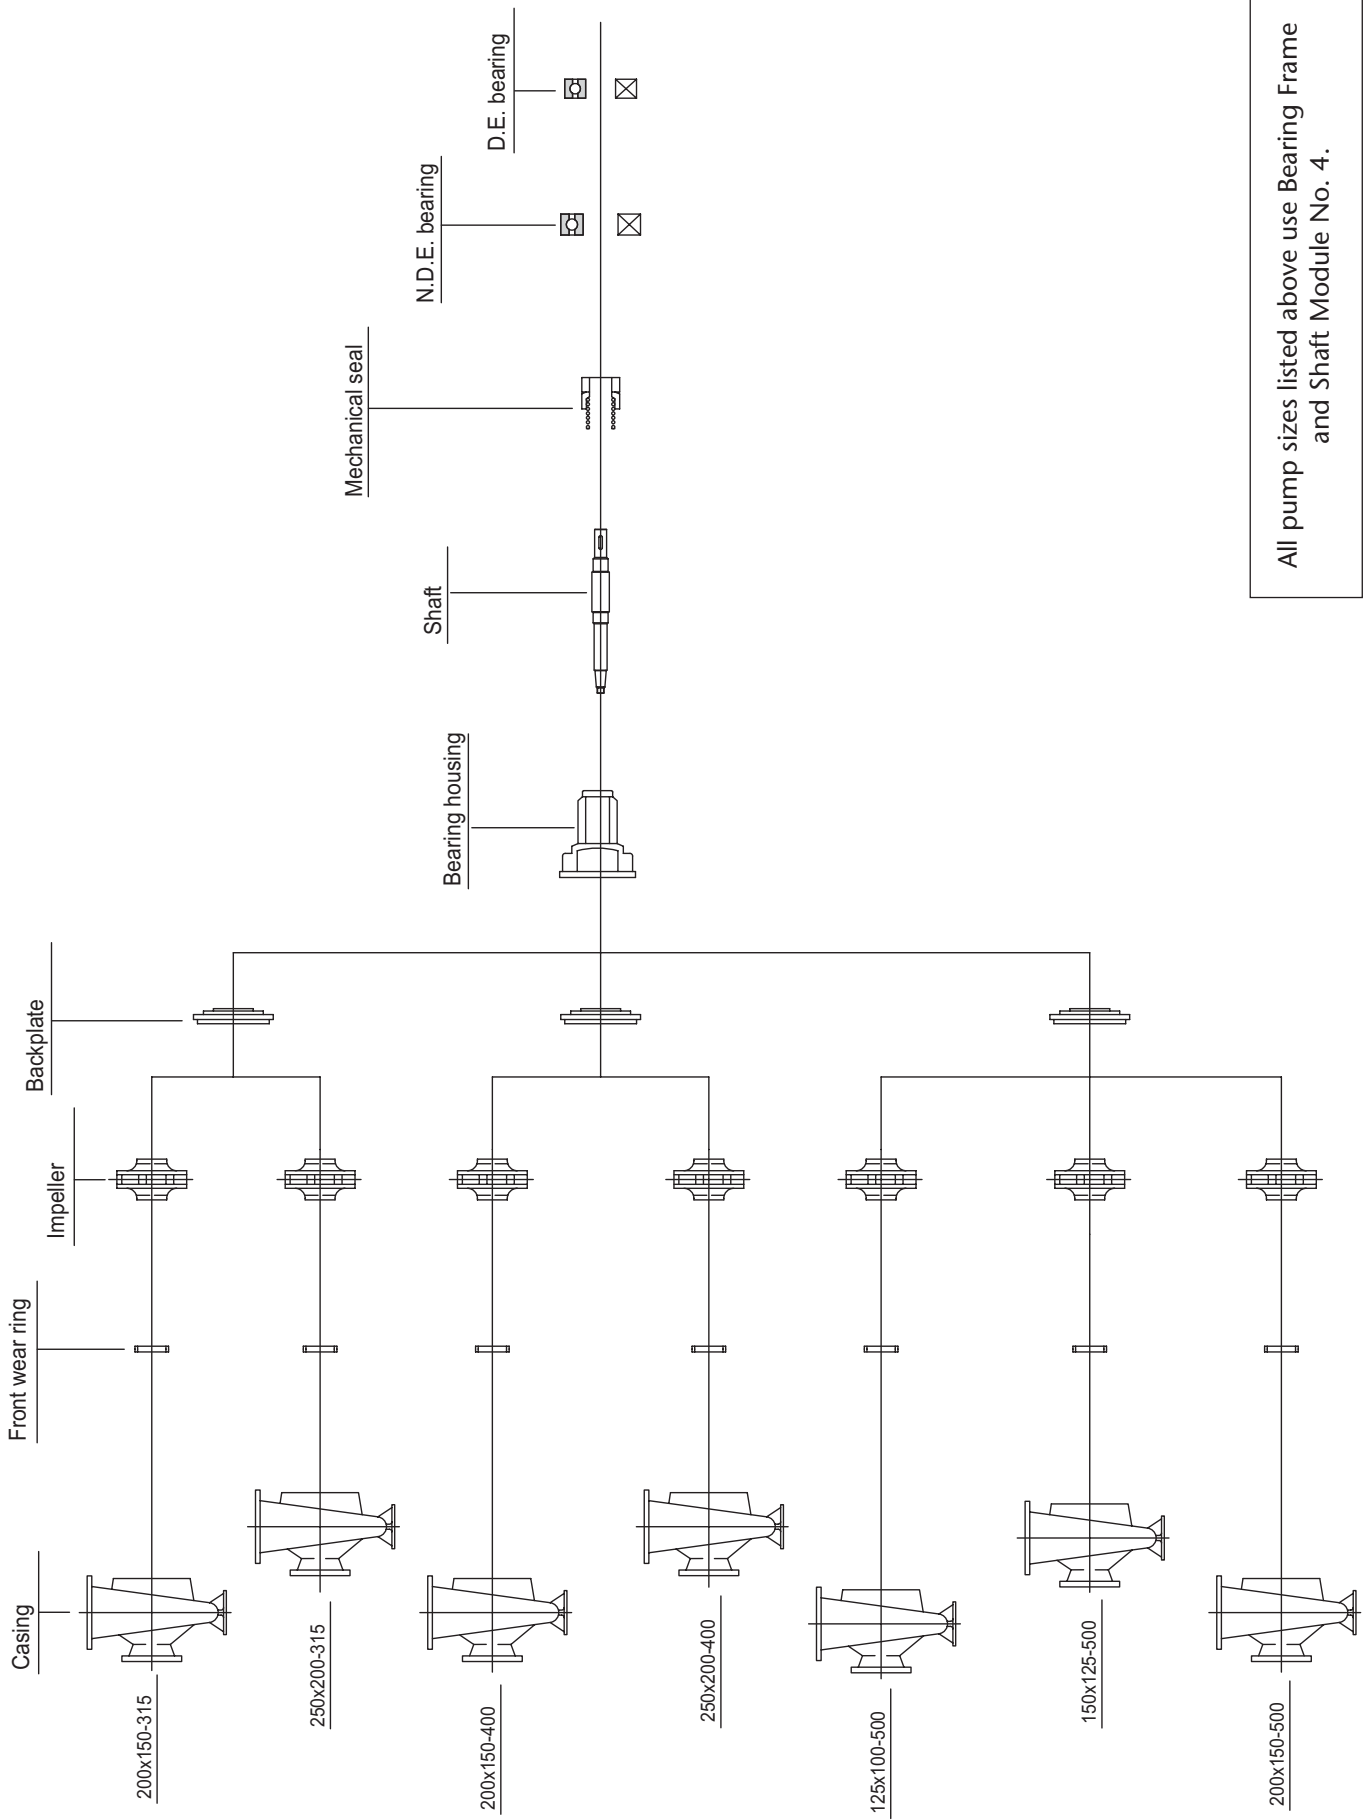 Casing
Front wear ring
Impeller
Backplate
Bearing housing
Shaft
Mechanical seal
N.D.E. bearing
D.E. bearing
200x150-315
250x200-315
200x150-400
250x200-400
125x100-500
150x125-500
200x150-500
All pump sizes listed above use Bearing Frame
and Shaft Module No. 4.